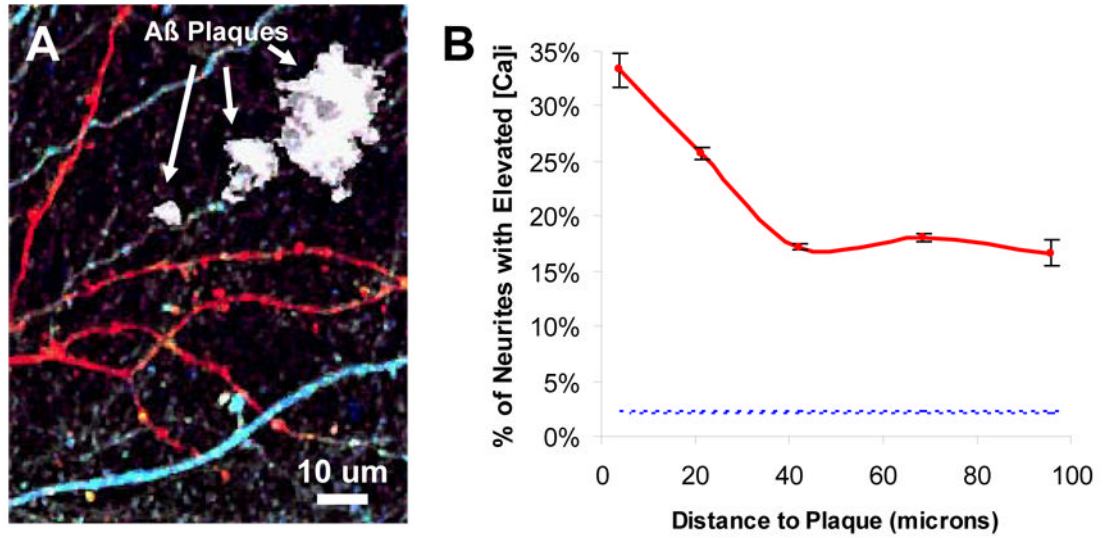 A
Aß Plaques
10 um
B
% of Neurites with Elevated [Ca]i
35%
30%
25%
20%
15%
10%
5%
0%
0 20 40 60 80 100
Distance to Plaque (microns)